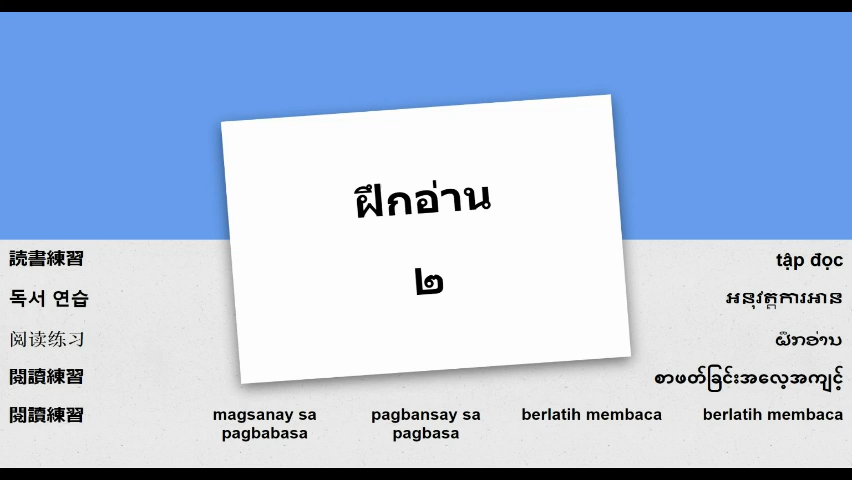 ฝึกอ่าน
๒
読書練習
독서 연습
阅读练习
閱讀練習
閱讀練習
tập đọc
អនុវត្តការអាន
ຝຶກອ່ານ
စာဖတ်ခြင်းအလေ့အကျင့်
magsanay sa
pagbabasa
pagbansay sa
pagbasa
berlatih membaca
berlatih membaca